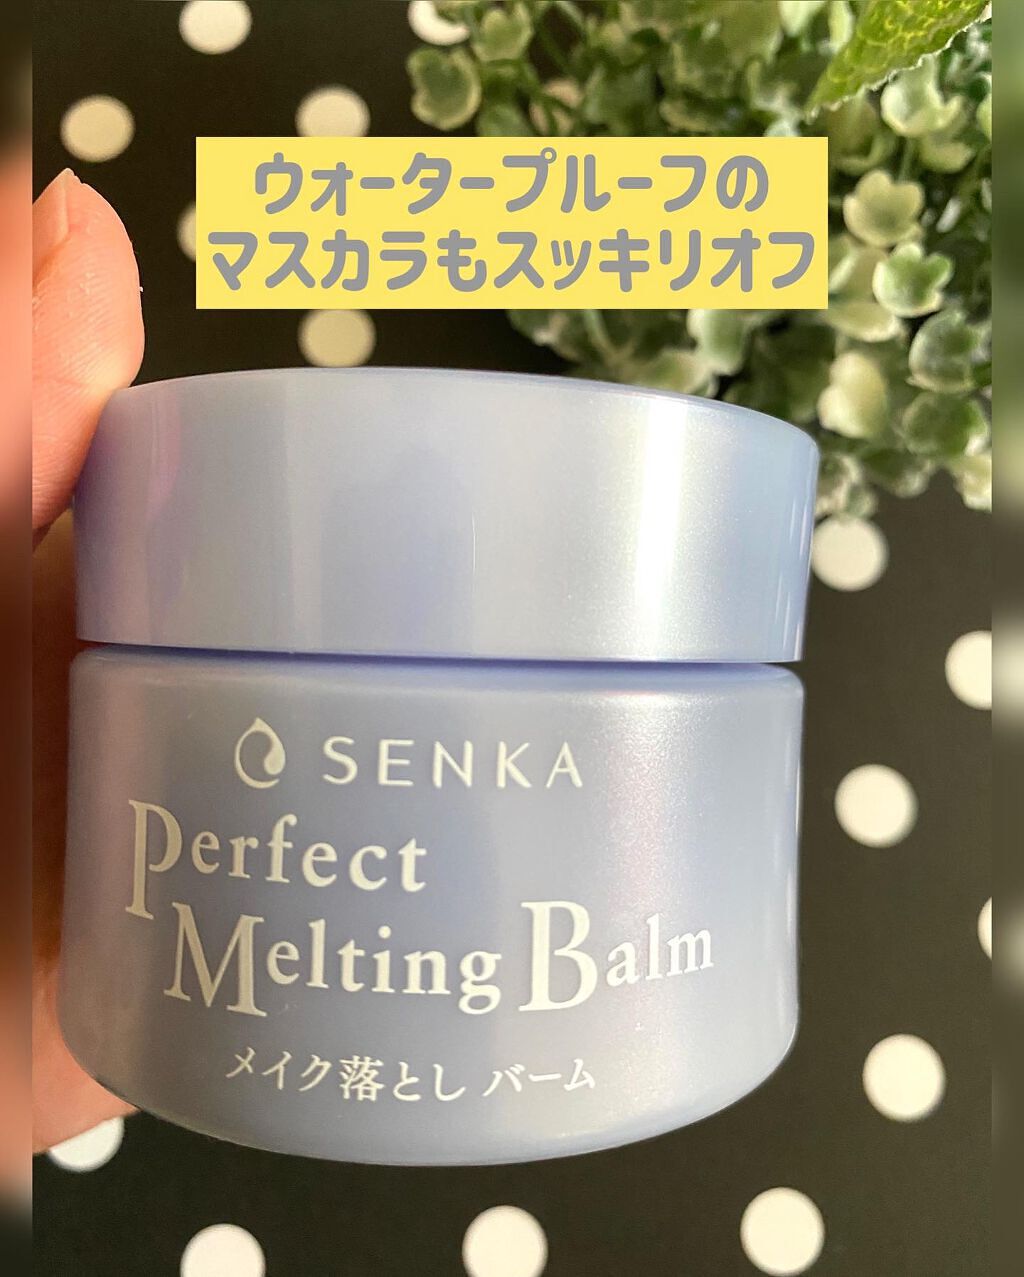 ウォータープルーフの
マスカラもスッキリオフ
SENKA
Perfect
Melting Balm
メイク落とし バーム